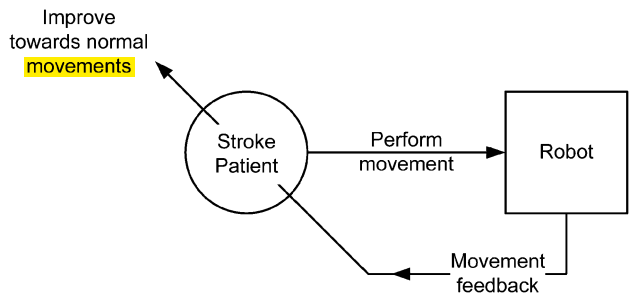 Improve
towards normal
movements
Stroke
Patient
Perform
movement
Robot
Movement
feedback